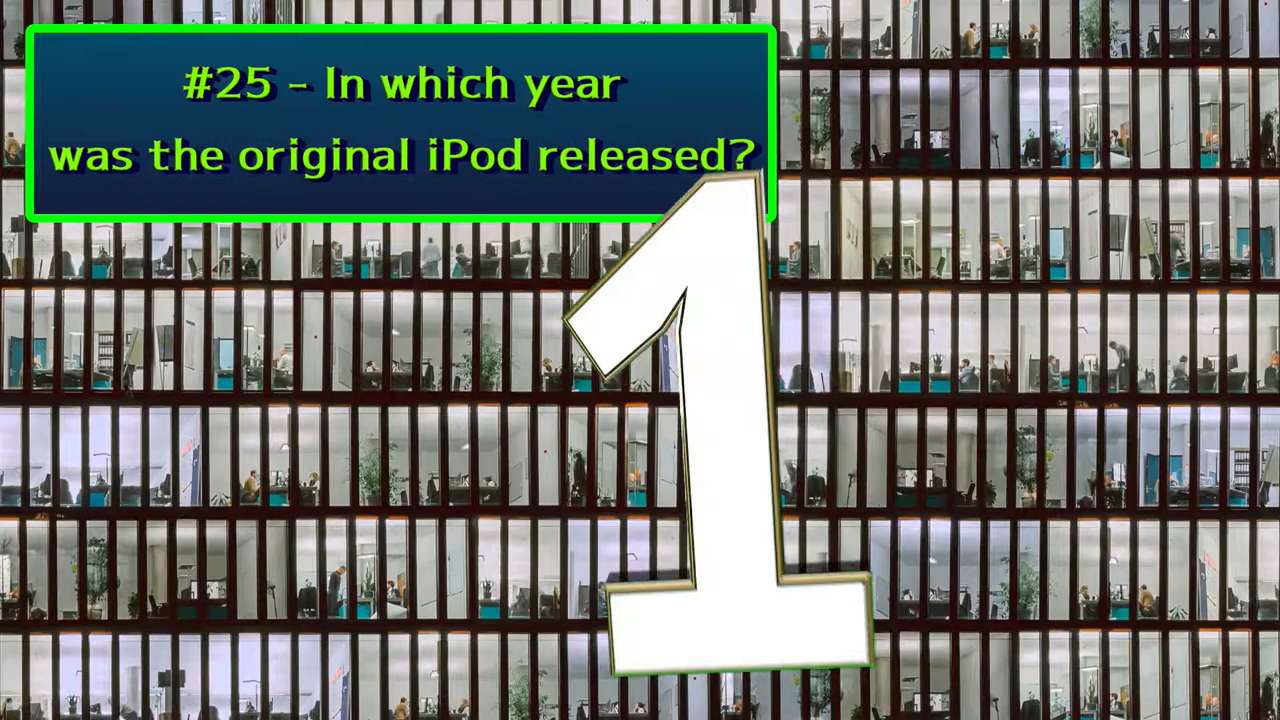 #25 - In which year
was the original iPod released?
1